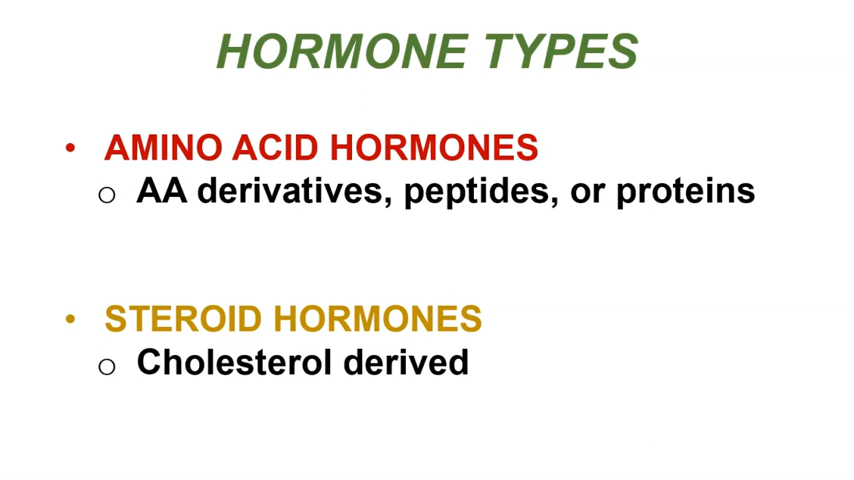 HORMONE TYPES
• AMINO ACID HORMONES
o AA derivatives, peptides, or proteins
• STEROID HORMONES
o Cholesterol derived